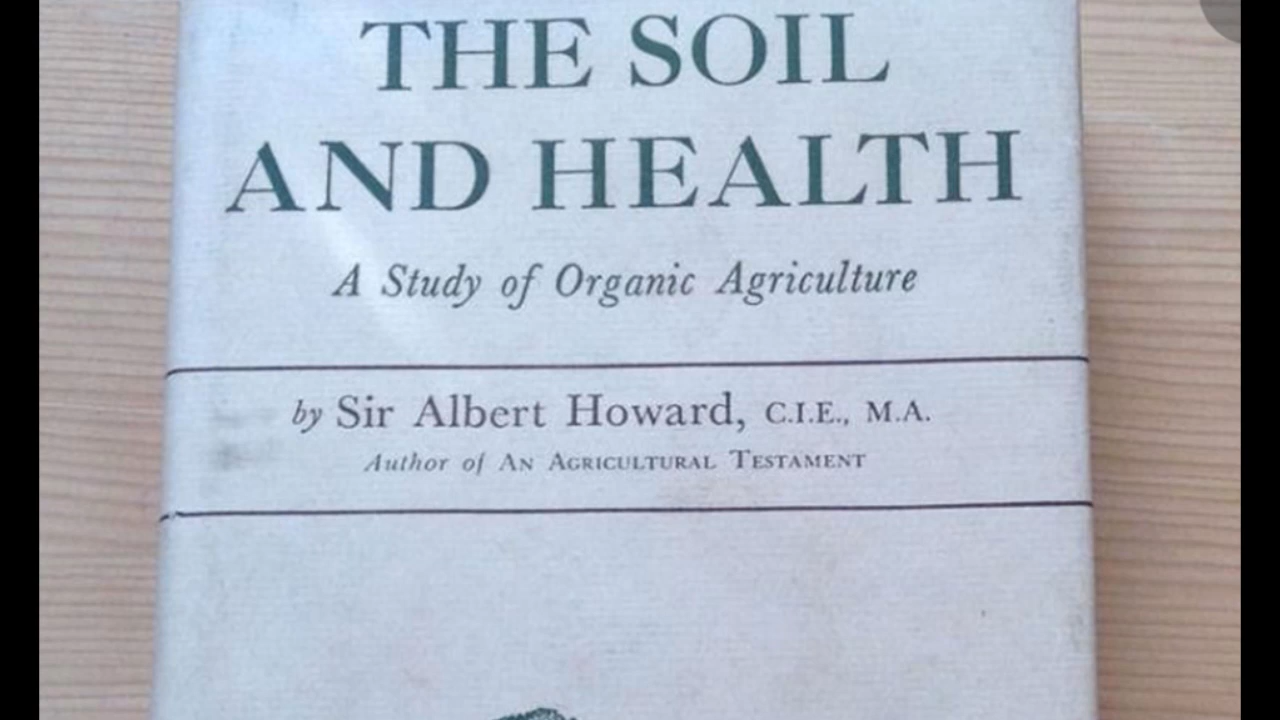 THE SOIL
AND HEALTH
A Study of Organic Agriculture
by Sir Albert Howard, C.I.E., M.A.
Author of AN AGRICULTURAL TESTAMENT